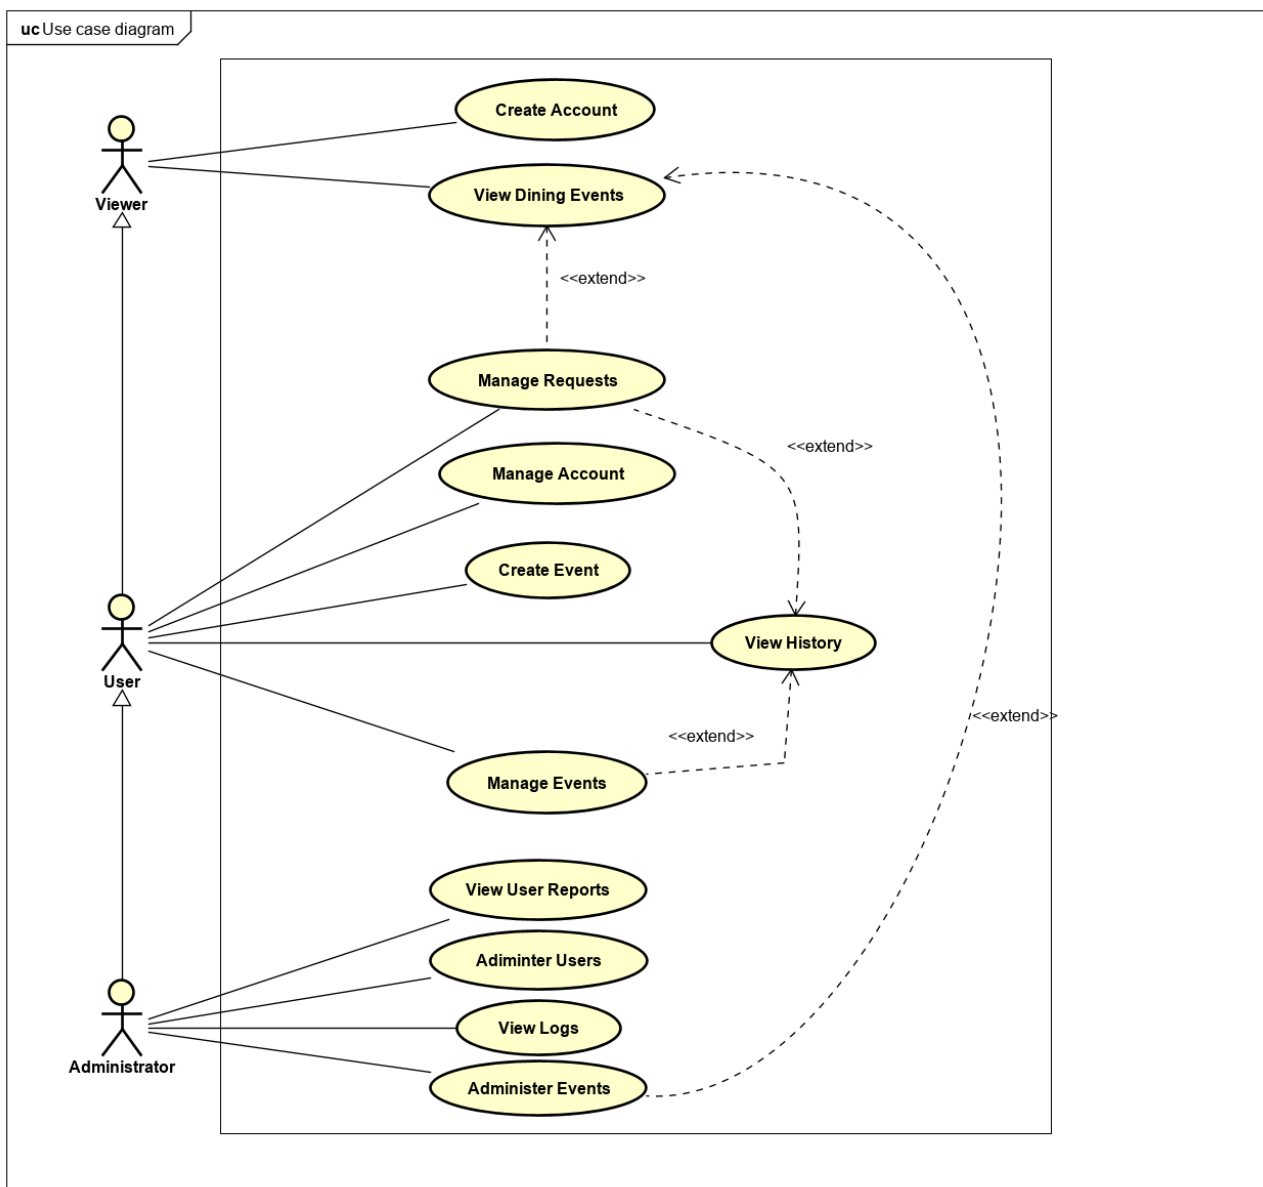 uc Use case diagram
Create Account
View Dining Events
Viewer
<<extend>>
Manage Requests
<<extend>>
Manage Account
Create Event
View History
User
<<extend>>
<<extend>>
Manage Events
View User Reports
Adiminter Users
View Logs
Administrator
Administer Events